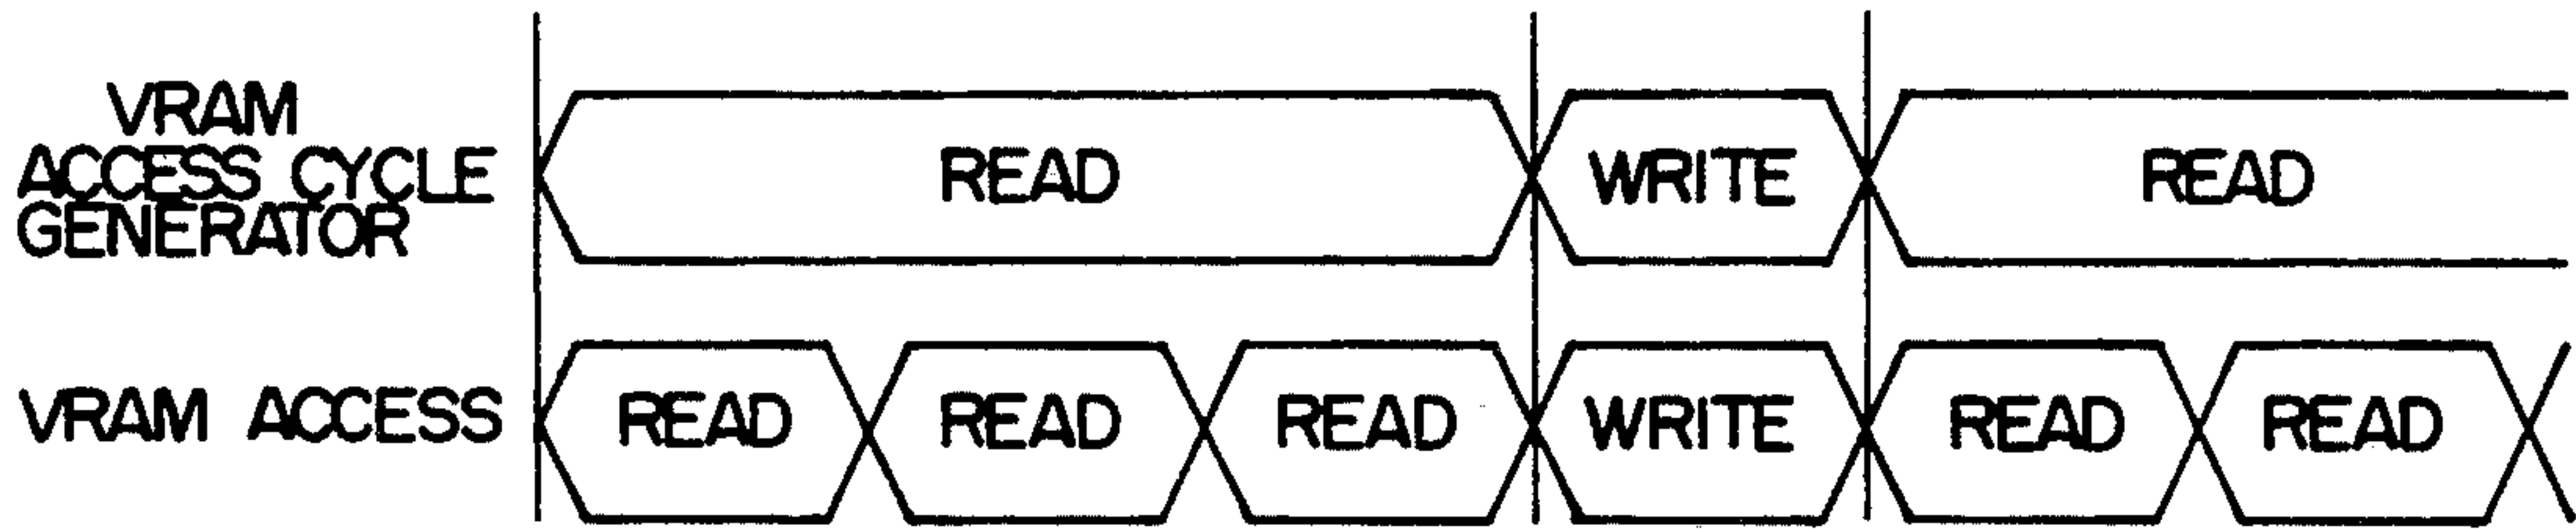 VRAM
ACCESS CYCLE
GENERATOR
READ WRITE READ
VRAM ACCESS READ READ READ WRITE READ READ